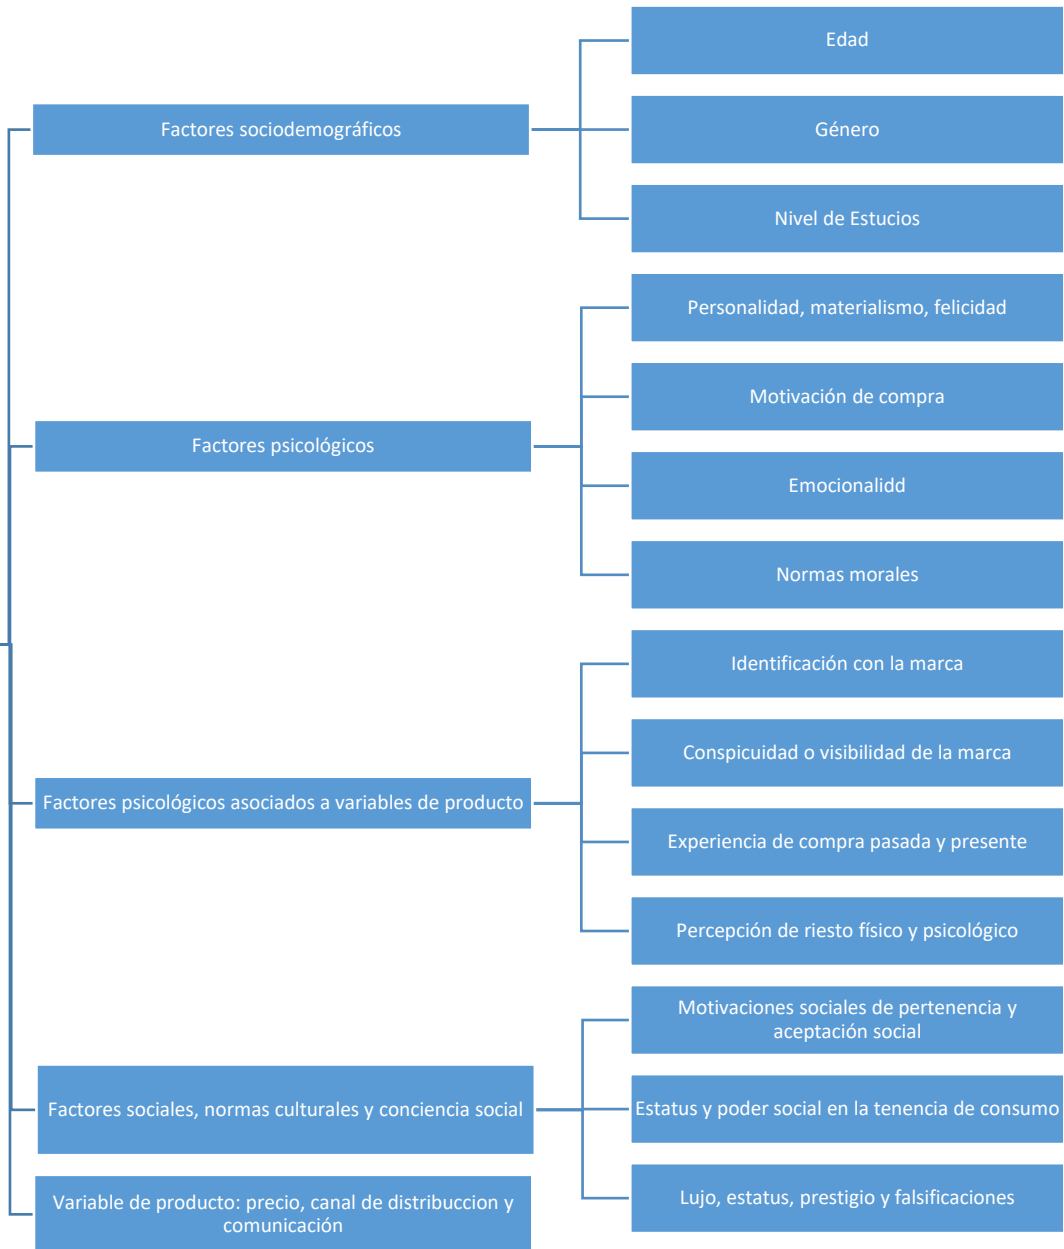 Factores sociodemográficos
Edad
Género
Nivel de Estucios
Factores psicológicos
Personalidad, materialismo, felicidad
Motivación de compra
Emocionalidd
Normas morales
Factores psicológicos asociados a variables de producto
Identificación con la marca
Conspicuidad o visibilidad de la marca
Experiencia de compra pasada y presente
Percepción de riesto físico y psicológico
Factores sociales, normas culturales y conciencia social
Motivaciones sociales de pertenencia y
aceptación social
Estatus y poder social en la tenencia de consumo
Lujo, estatus, prestigio y falsificaciones
Variable de producto: precio, canal de distribuccion y
comunicación